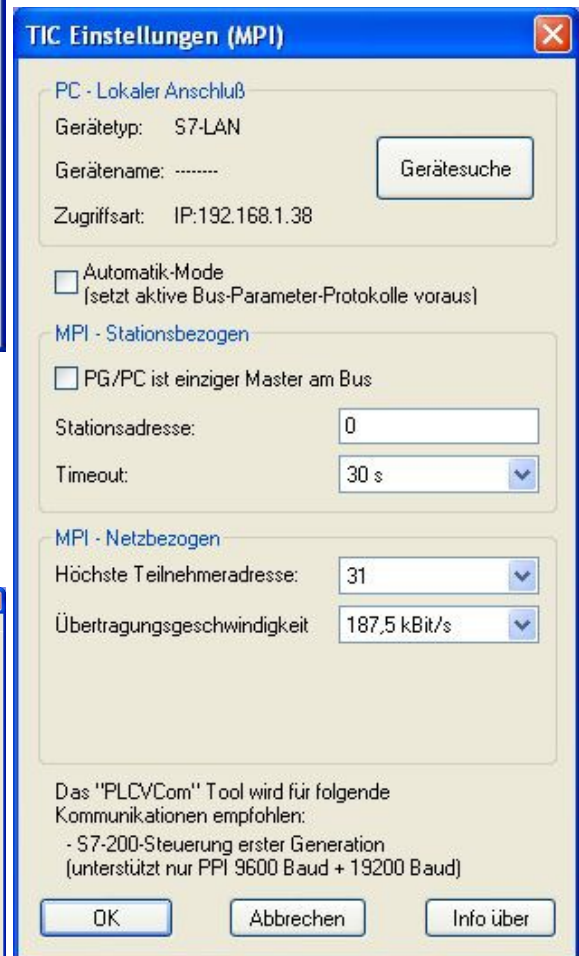 TIC Einstellungen (MPI)
PC - Lokaler Anschluß
Gerätetyp: S7-LAN
Gerätename: --------
Gerätesuche
Zugriffsart: IP:192.168.1.38
Automatik-Mode
(setzt aktive Bus-Parameter-Protokolle voraus)
MPI - Stationsbezogen
PG/PC ist einziger Master am Bus
Stationsadresse: 0
Timeout: 30 s
MPI - Netzbezogen
Höchste Teilnehmeradresse: 31
Übertragungsgeschwindigkeit 187,5 kBit/s
Das "PLCVCom" Tool wird für folgende
Kommunikationen empfohlen:
- S7-200-Steuerung erster Generation
(unterstützt nur PPI 9600 Baud + 19200 Baud)
OK Abbrechen Info über